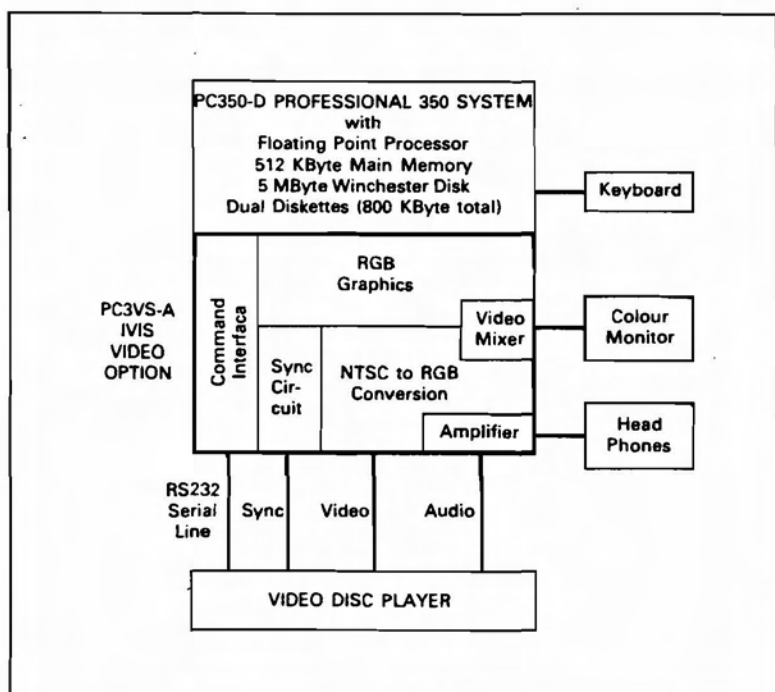 PC350-D PROFESSIONAL 350 SYSTEM
with
Floating Point Processor
512 KByte Main Memory
5 MByte Winchester Disk
Dual Diskettes (800 KByte total)
Keyboard
PC3VS-A
IVIS
VIDEO
OPTION
Command
Interfaca
RGB
Graphics
Sync
Cir-
cuit
NTSC to RGB
Conversion
Video
Mixer
Amplifier
Colour
Monitor
Head
Phones
RS232
Serial
Line
Sync
Video
Audio
VIDEO DISC PLAYER